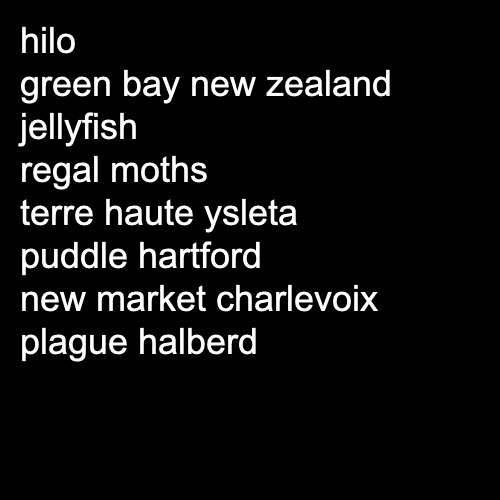 hilo
green bay new zealand
jellyfish
regal moths
terre haute ysleta
puddle hartford
new market charlevoix
plague halberd